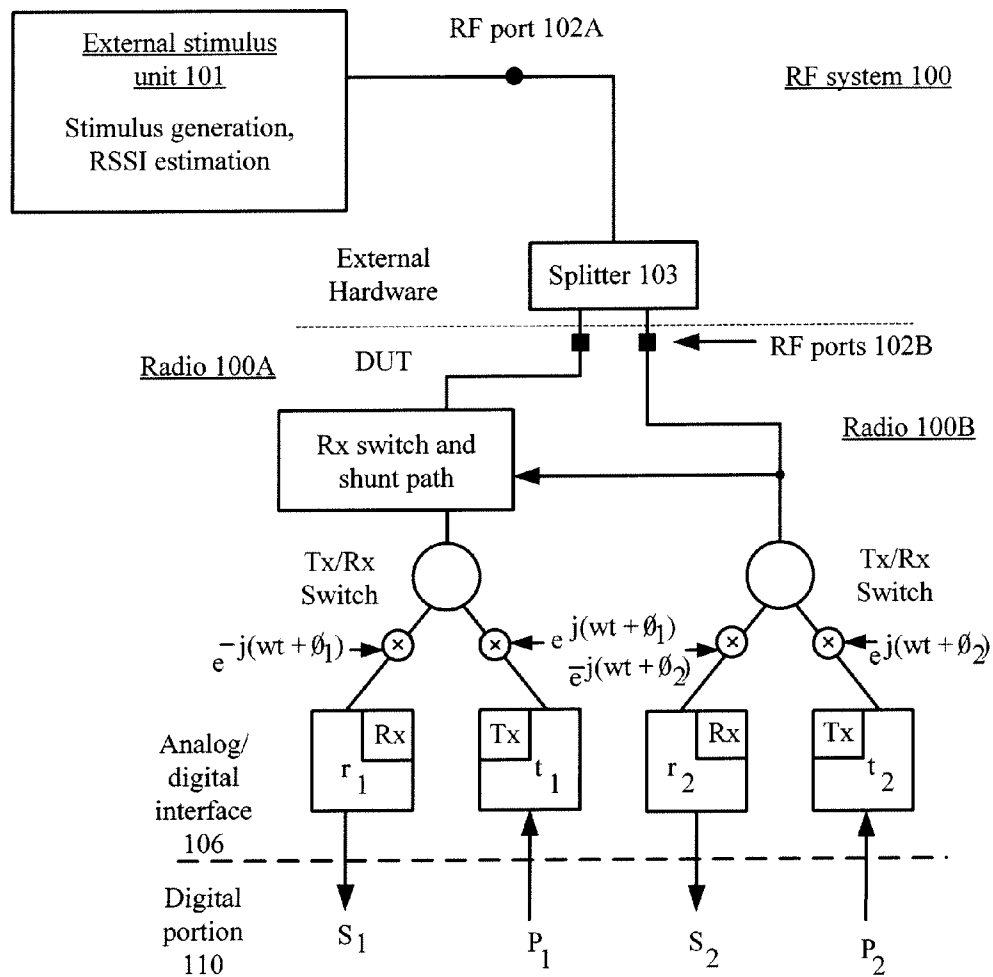 External stimulus
unit 101
Stimulus generation,
RSSI estimation
RF port 102A
RF system 100
External
Hardware
Splitter 103
DUT
RF ports 102B
Radio 100A
Radio 100B
Rx switch and
shunt path
Tx/Rx
Switch
Tx/Rx
Switch
e^-j(wt + ∅1)
e^j(wt + ∅1)
e^-j(wt + ∅2)
e^j(wt + ∅2)
Rx
r1
Tx
t1
Rx
r2
Tx
t2
Analog/
digital
interface
106
Digital
portion
110
S1
P1
S2
P2